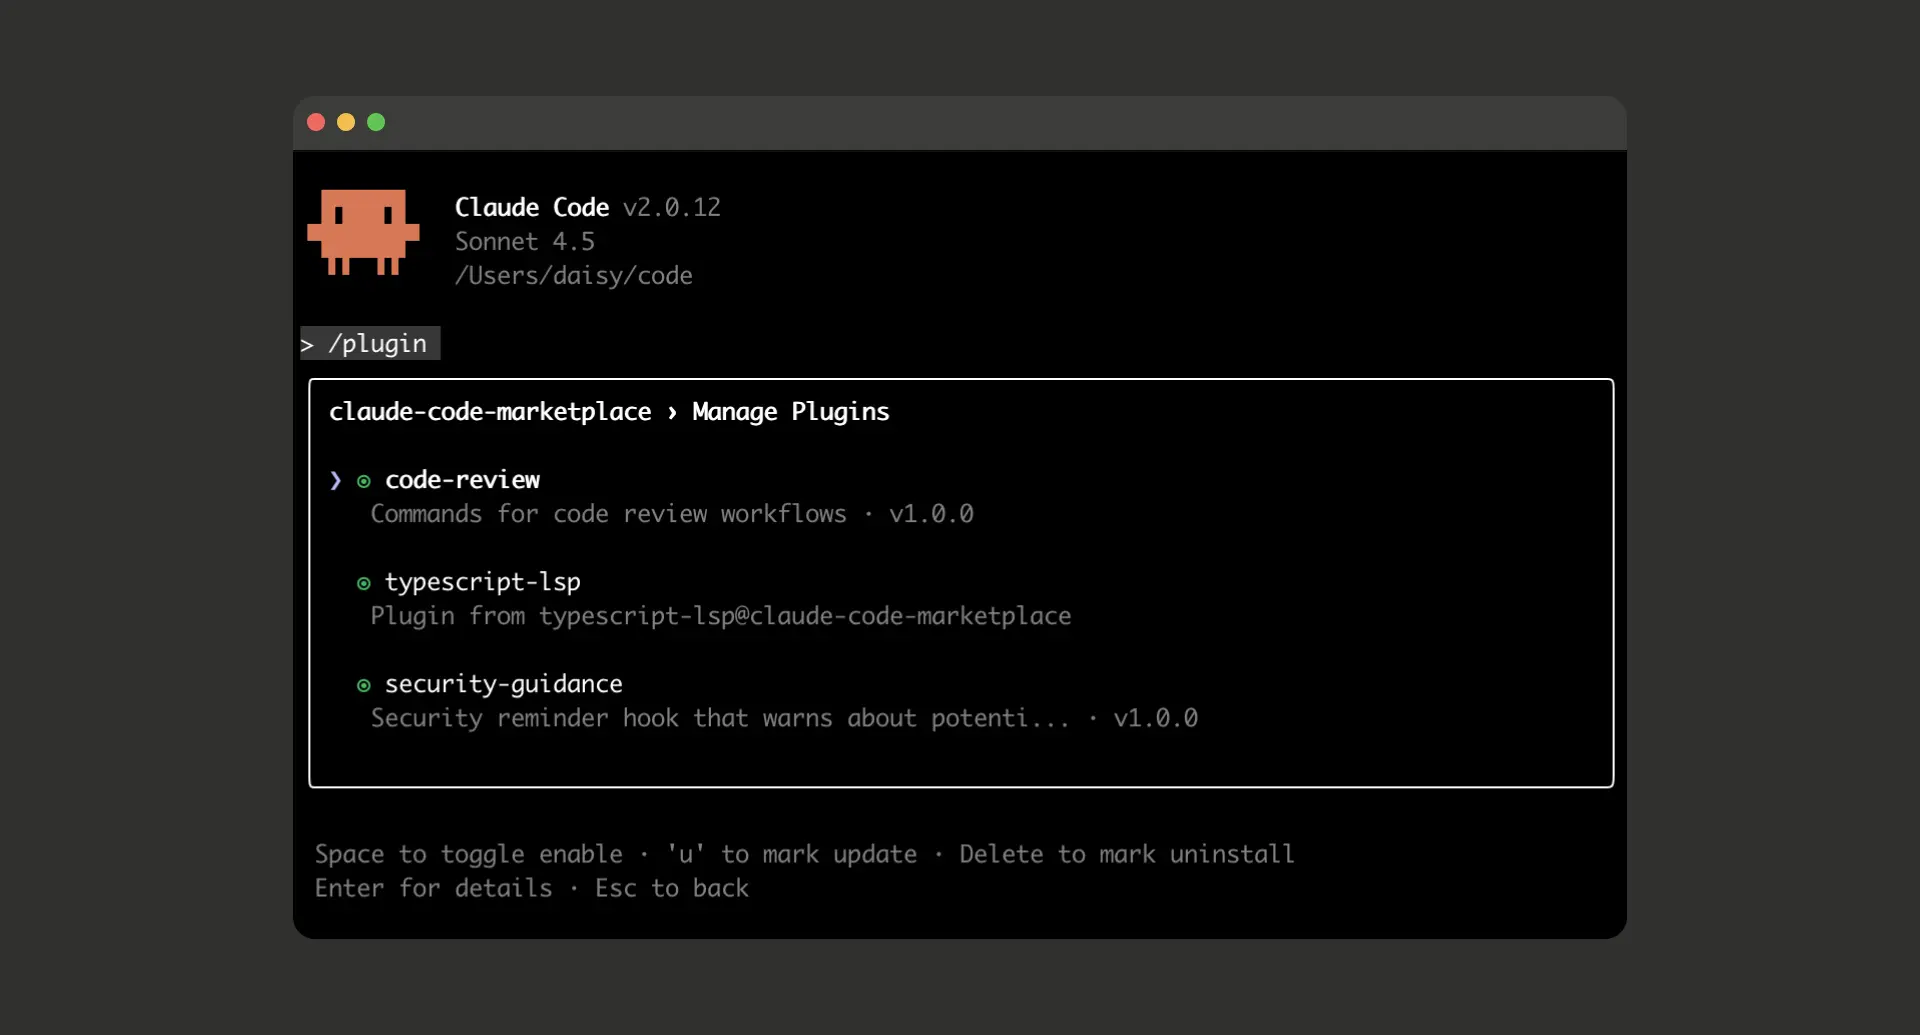 Claude Code v2.0.12
Sonnet 4.5
/Users/daisy/code
> /plugin
claude-code-marketplace › Manage Plugins
❯ ◉ code-review
Commands for code review workflows · v1.0.0
◉ typescript-lsp
Plugin from typescript-lsp@claude-code-marketplace
◉ security-guidance
Security reminder hook that warns about potenti... · v1.0.0
Space to toggle enable · 'u' to mark update · Delete to mark uninstall
Enter for details · Esc to back